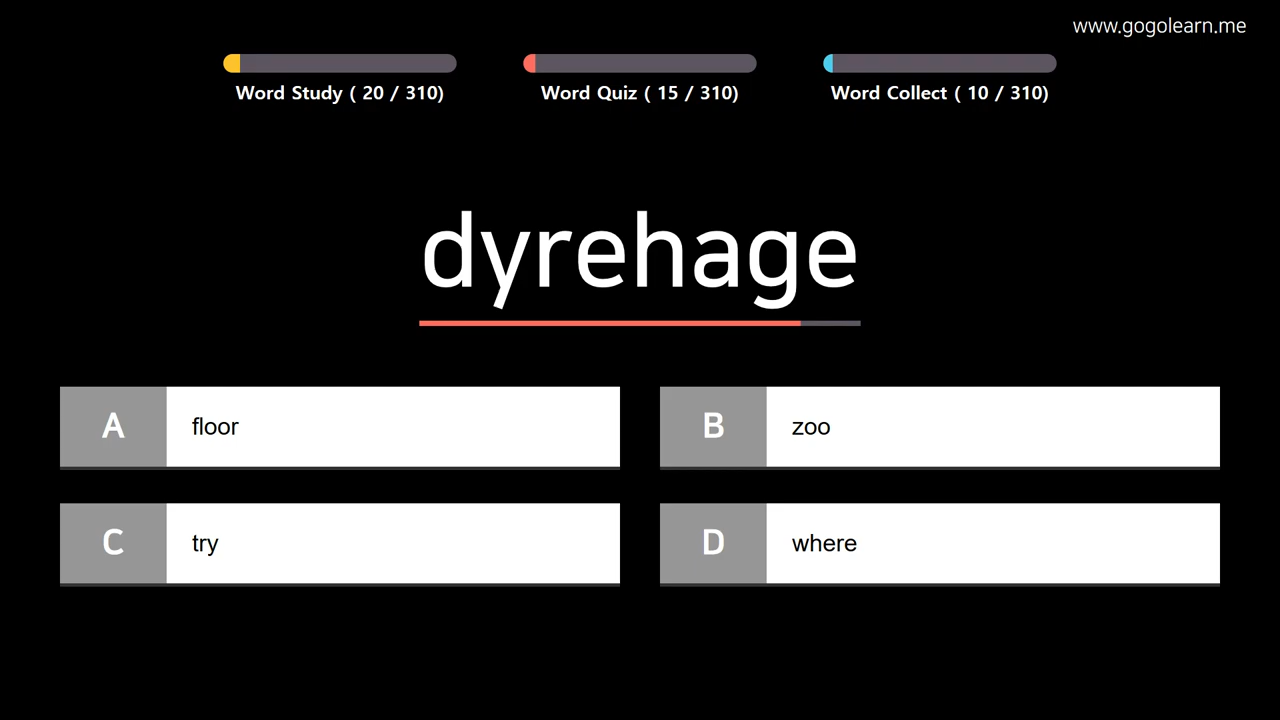 www.gogolearn.me
Word Study ( 20 / 310)
Word Quiz ( 15 / 310)
Word Collect ( 10 / 310)
dyrehage
A floor
B zoo
C try
D where